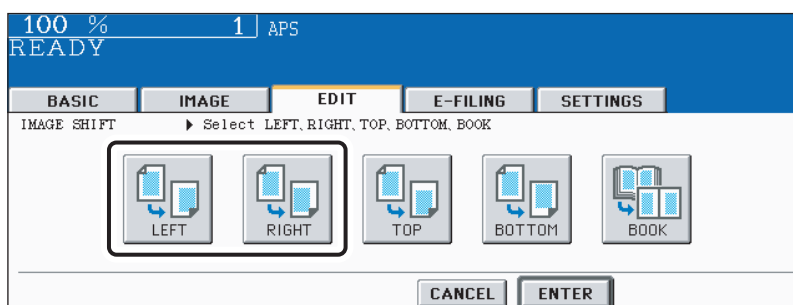 100 % 1 APS
READY
BASIC IMAGE EDIT E-FILING SETTINGS
IMAGE SHIFT ▶ Select LEFT, RIGHT, TOP, BOTTOM, BOOK
LEFT RIGHT TOP BOTTOM BOOK
CANCEL ENTER